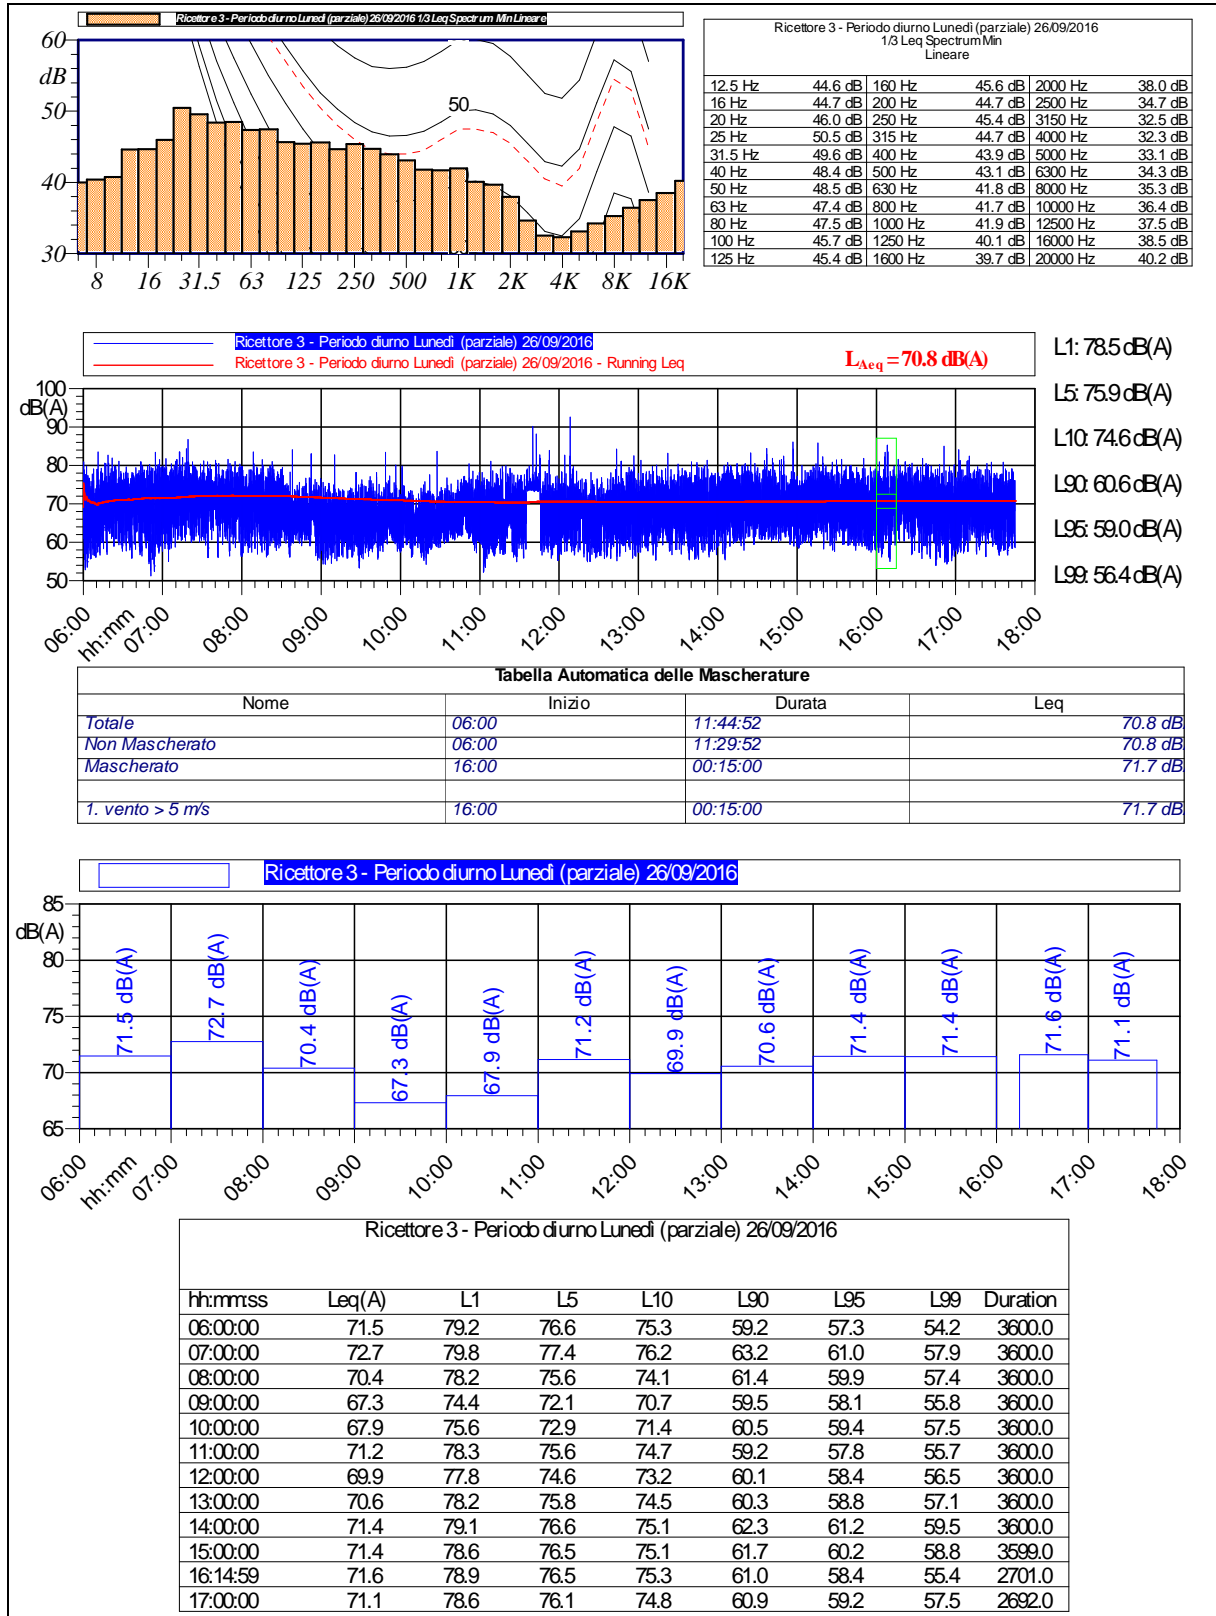 Ricettore 3 - Periodo diurno Lunedì (parziale) 26/09/2016 1/3 Leq Spectrum Min Lineare
60
dB
50
40
30
50
8 16 31.5 63 125 250 500 1K 2K 4K 8K 16K
Ricettore 3 - Periodo diurno Lunedì (parziale) 26/09/2016
1/3 Leq Spectrum Min
Lineare
12.5 Hz 44.6 dB 160 Hz 45.6 dB 2000 Hz 38.0 dB
16 Hz 44.7 dB 200 Hz 44.7 dB 2500 Hz 34.7 dB
20 Hz 46.0 dB 250 Hz 45.4 dB 3150 Hz 32.5 dB
25 Hz 50.5 dB 315 Hz 44.7 dB 4000 Hz 32.3 dB
31.5 Hz 49.6 dB 400 Hz 43.9 dB 5000 Hz 33.1 dB
40 Hz 48.4 dB 500 Hz 43.1 dB 6300 Hz 34.3 dB
50 Hz 48.5 dB 630 Hz 41.8 dB 8000 Hz 35.3 dB
63 Hz 47.4 dB 800 Hz 41.7 dB 10000 Hz 36.4 dB
80 Hz 47.5 dB 1000 Hz 41.9 dB 12500 Hz 37.5 dB
100 Hz 45.7 dB 1250 Hz 40.1 dB 16000 Hz 38.5 dB
125 Hz 45.4 dB 1600 Hz 39.7 dB 20000 Hz 40.2 dB
Ricettore 3 - Periodo diurno Lunedì (parziale) 26/09/2016
Ricettore 3 - Periodo diurno Lunedì (parziale) 26/09/2016 - Running Leq
LAeq = 70.8 dB(A)
100
dB(A)
90
80
70
60
50
06:00 hh:mm 07:00 08:00 09:00 10:00 11:00 12:00 13:00 14:00 15:00 16:00 17:00 18:00
L1: 78.5 dB(A)
L5: 75.9 dB(A)
L10: 74.6 dB(A)
L90: 60.6 dB(A)
L95: 59.0 dB(A)
L99: 56.4 dB(A)
Tabella Automatica delle Mascherature
Nome Inizio Durata Leq
Totale 06:00 11:44:52 70.8 dB
Non Mascherato 06:00 11:29:52 70.8 dB
Mascherato 16:00 00:15:00 71.7 dB
1. vento > 5 m/s 16:00 00:15:00 71.7 dB
Ricettore 3 - Periodo diurno Lunedì (parziale) 26/09/2016
85
dB(A)
80
75
70
65
71.5 dB(A) 72.7 dB(A) 70.4 dB(A) 67.3 dB(A) 67.9 dB(A) 71.2 dB(A) 69.9 dB(A) 70.6 dB(A) 71.4 dB(A) 71.4 dB(A) 71.6 dB(A) 71.1 dB(A)
06:00 hh:mm 07:00 08:00 09:00 10:00 11:00 12:00 13:00 14:00 15:00 16:00 17:00 18:00
Ricettore 3 - Periodo diurno Lunedì (parziale) 26/09/2016
hh:mm:ss Leq(A) L1 L5 L10 L90 L95 L99 Duration
06:00:00 71.5 79.2 76.6 75.3 59.2 57.3 54.2 3600.0
07:00:00 72.7 79.8 77.4 76.2 63.2 61.0 57.9 3600.0
08:00:00 70.4 78.2 75.6 74.1 61.4 59.9 57.4 3600.0
09:00:00 67.3 74.4 72.1 70.7 59.5 58.1 55.8 3600.0
10:00:00 67.9 75.6 72.9 71.4 60.5 59.4 57.5 3600.0
11:00:00 71.2 78.3 75.6 74.7 59.2 57.8 55.7 3600.0
12:00:00 69.9 77.8 74.6 73.2 60.1 58.4 56.5 3600.0
13:00:00 70.6 78.2 75.8 74.5 60.3 58.8 57.1 3600.0
14:00:00 71.4 79.1 76.6 75.1 62.3 61.2 59.5 3600.0
15:00:00 71.4 78.6 76.5 75.1 61.7 60.2 58.8 3599.0
16:14:59 71.6 78.9 76.5 75.3 61.0 58.4 55.4 2701.0
17:00:00 71.1 78.6 76.1 74.8 60.9 59.2 57.5 2692.0